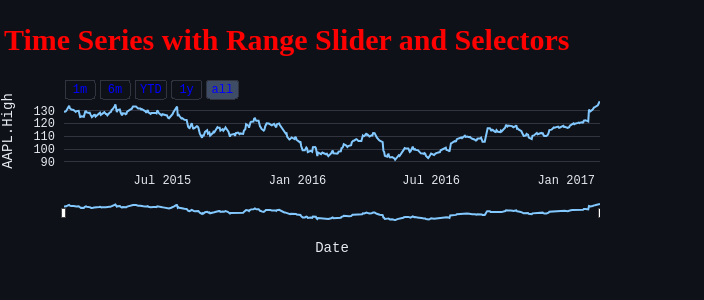 Time Series with Range Slider and Selectors
1m 6m YTD 1y all
AAPL.High
130
120
110
100
90
Jul 2015 Jan 2016 Jul 2016 Jan 2017
Date